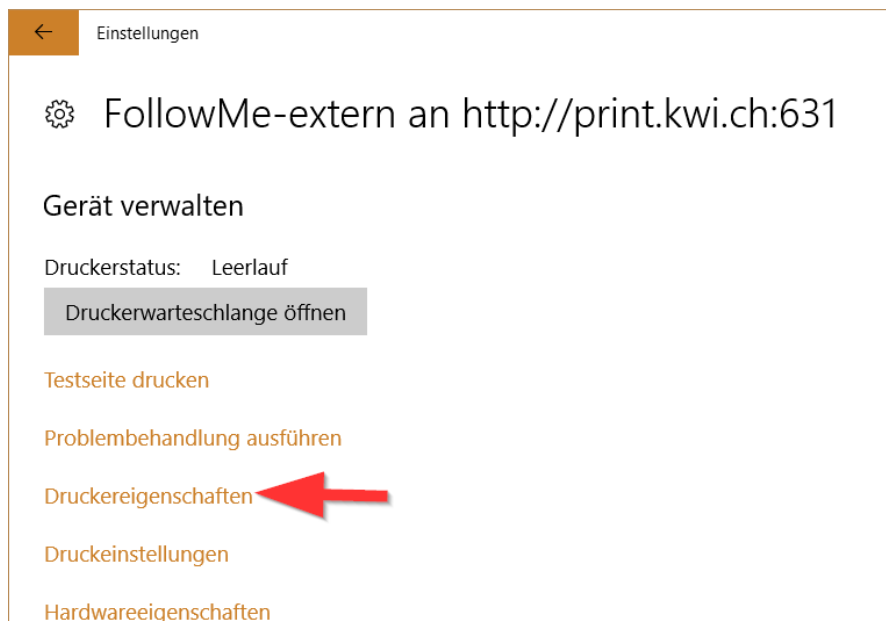 Einstellungen
FollowMe-extern an http://print.kwi.ch:631
Gerät verwalten
Druckerstatus: Leerlauf
Druckerwarteschlange öffnen
Testseite drucken
Problembehandlung ausführen
Druckereigenschaften
Druckeinstellungen
Hardwareeigenschaften